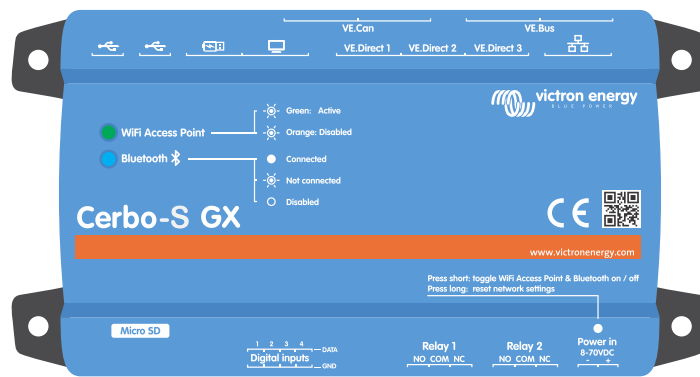 VE.Can
VE.Bus
VE.Direct 1
VE.Direct 2
VE.Direct 3
victron energy
BLUE POWER
Green: Active
WiFi Access Point
Orange: Disabled
Bluetooth
Connected
Not connected
Disabled
Cerbo-S GX
CE
www.victronenergy.com
Press short: toggle WiFi Access Point & Bluetooth on / off
Press long: reset network settings
Micro SD
1 2 3 4
DATA
Digital inputs
GND
Relay 1
NO COM NC
Relay 2
NO COM NC
Power in
8-70VDC
- +